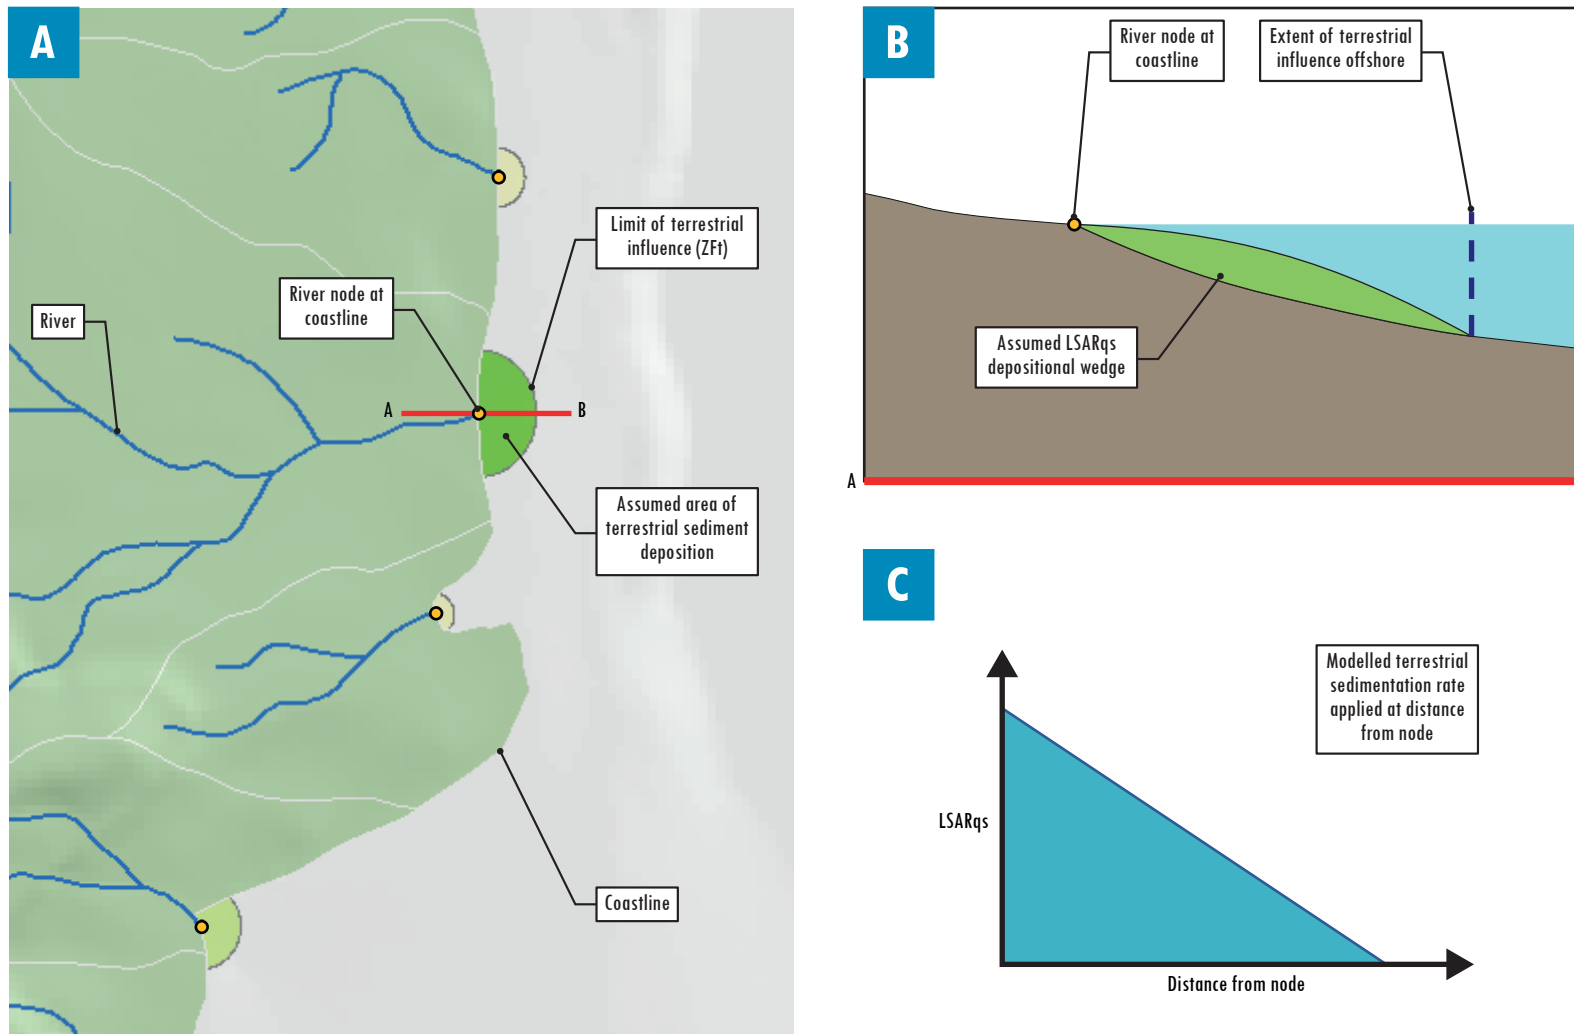 A
Limit of terrestrial
influence (ZFt)
River node at
coastline
River
A
B
Assumed area of
terrestrial sediment
deposition
Coastline
B
River node at
coastline
Extent of terrestrial
influence offshore
Assumed LSARqs
depositional wedge
A
C
Modelled terrestrial
sedimentation rate
applied at distance
from node
LSARqs
Distance from node